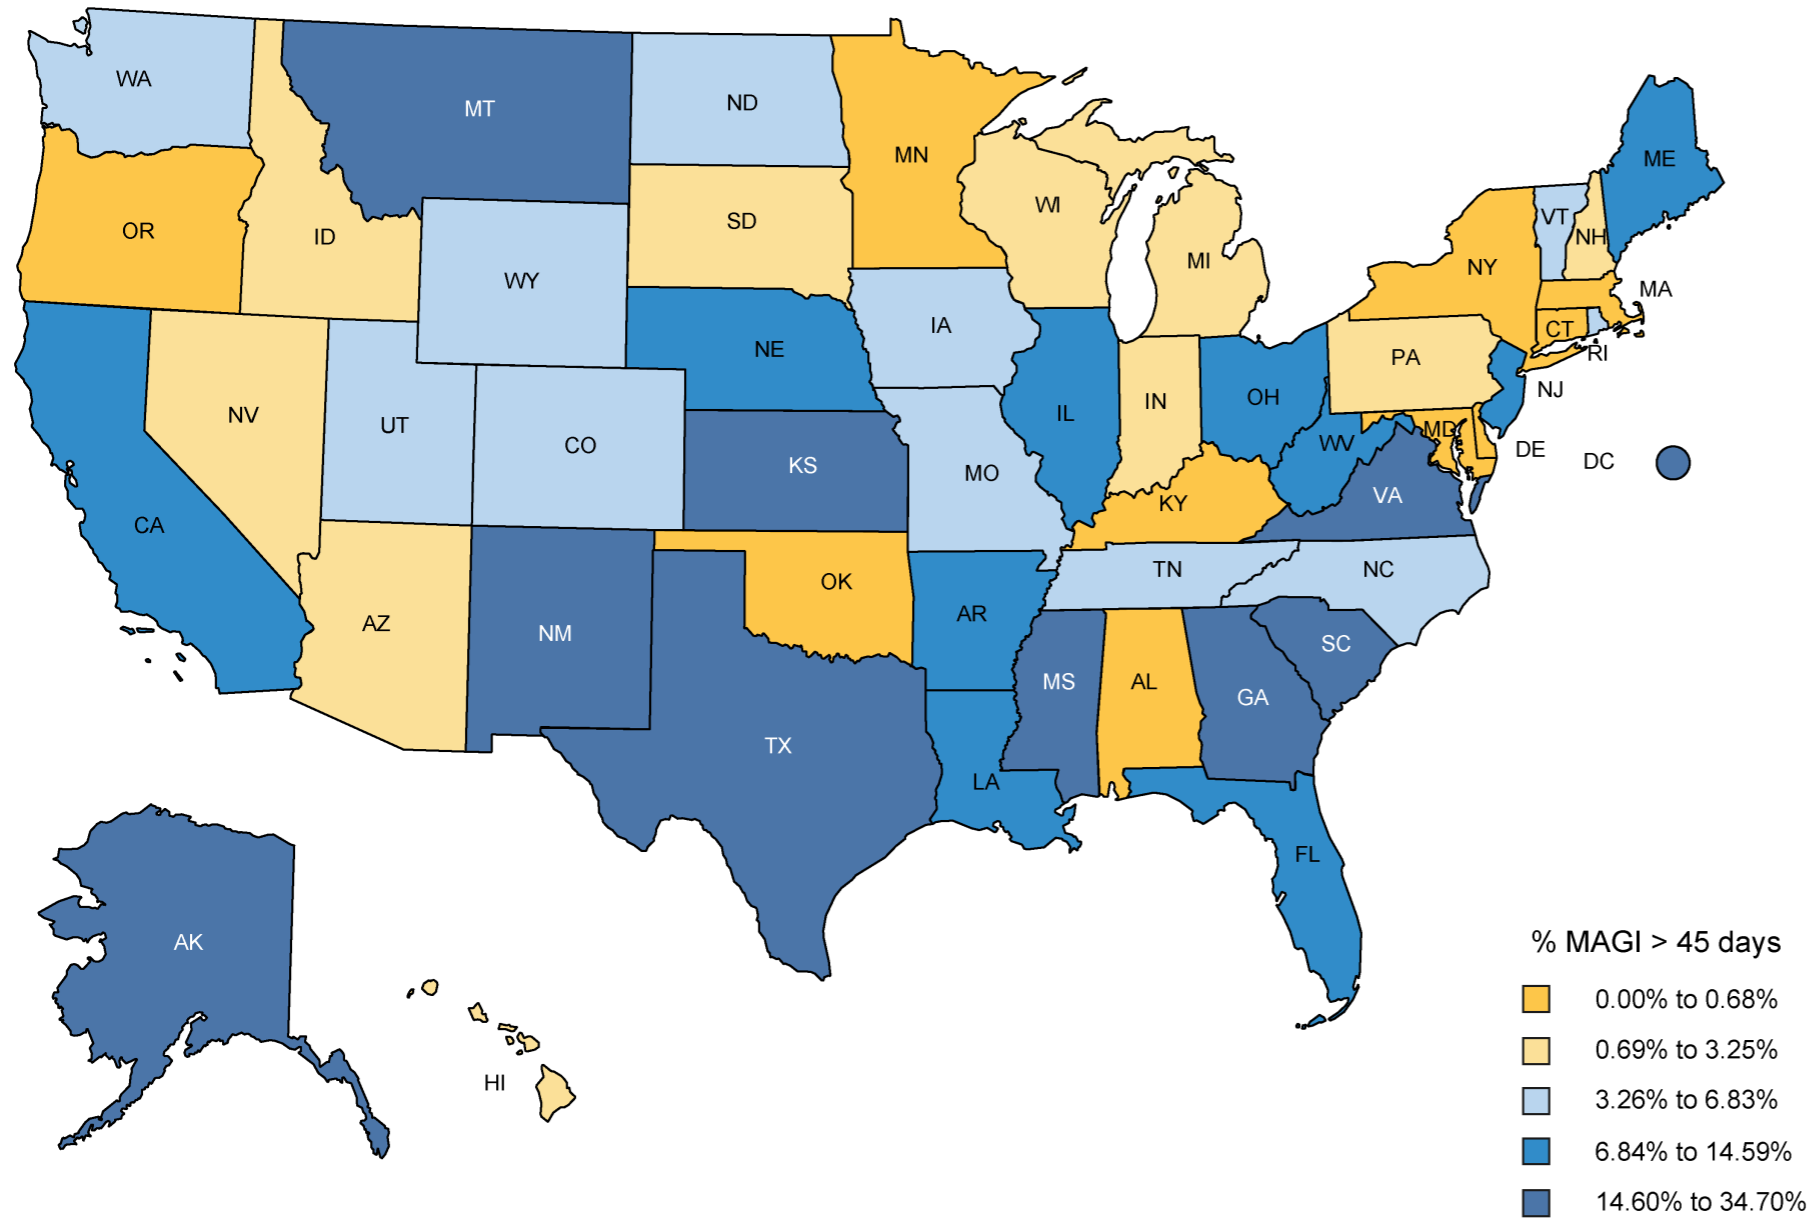 WA
MT
ND
MN
ME
OR
ID
SD
WI
VT
NH
MI
NY
WY
MA
IA
CT
RI
NE
PA
NV
UT
CO
IL
IN
OH
NJ
KS
MO
WV
MD
DE
DC
VA
KY
CA
OK
AR
TN
NC
AZ
NM
MS
AL
GA
SC
TX
LA
FL
AK
HI
% MAGI > 45 days
0.00% to 0.68%
0.69% to 3.25%
3.26% to 6.83%
6.84% to 14.59%
14.60% to 34.70%